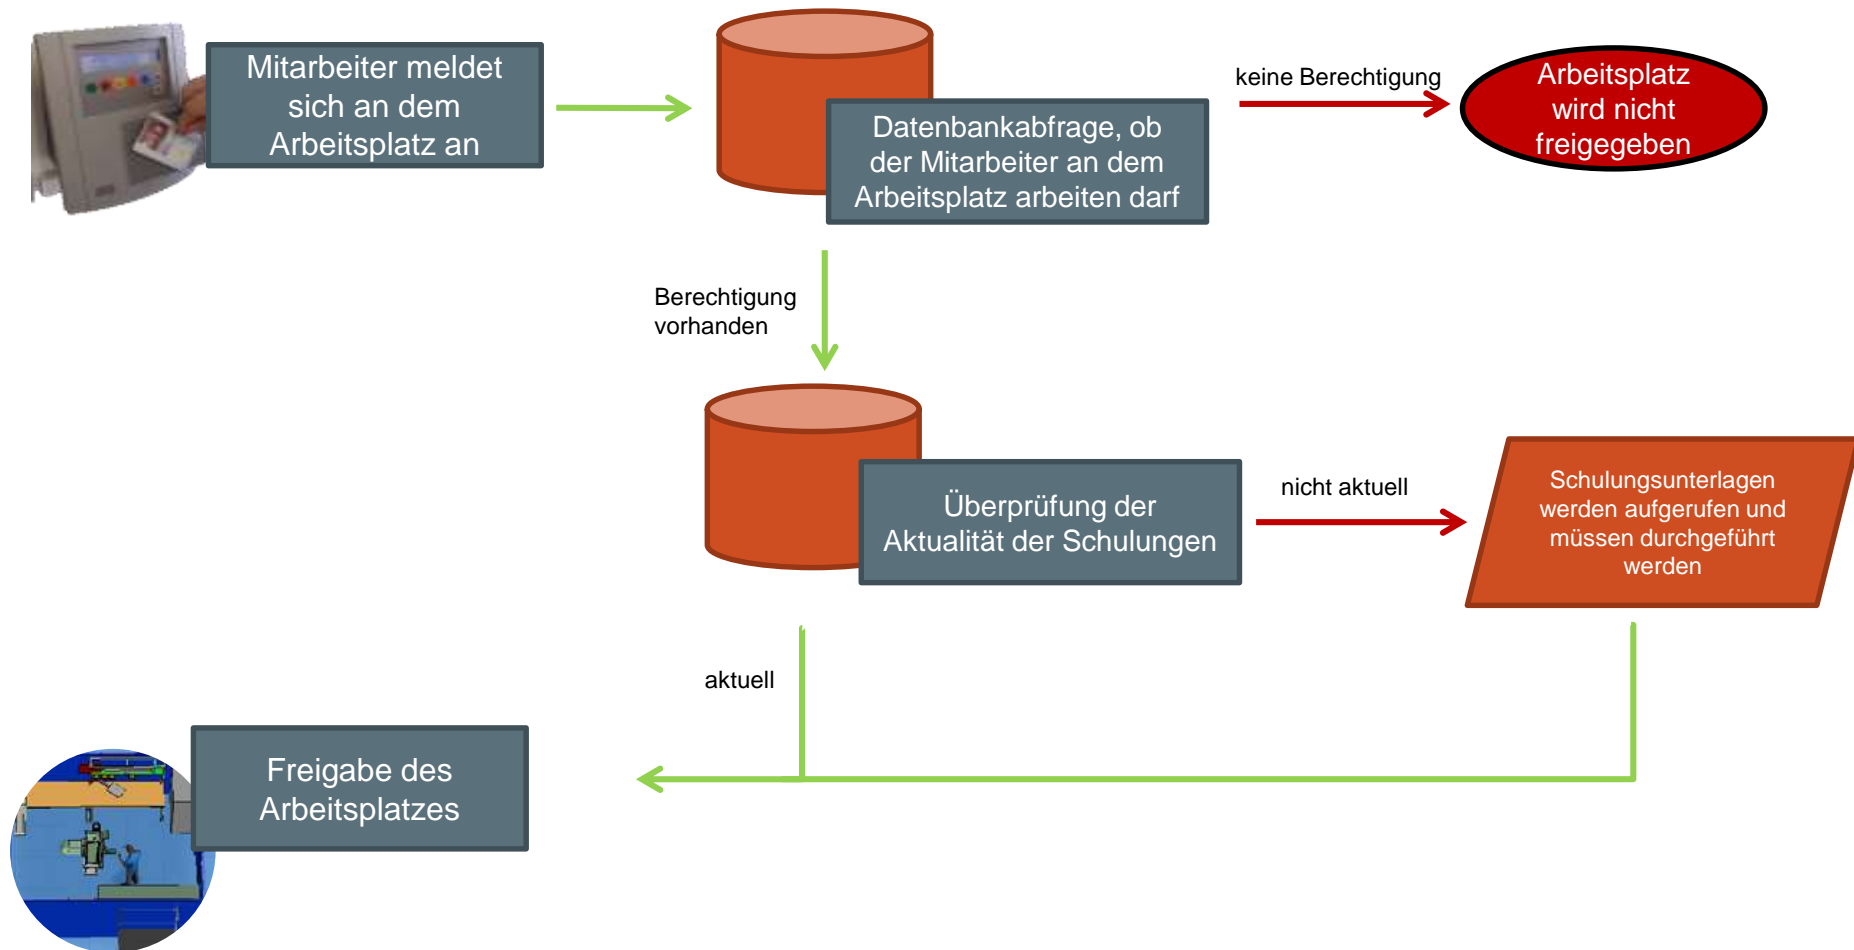 Mitarbeiter meldet
sich an dem
Arbeitsplatz an
Datenbankabfrage, ob
der Mitarbeiter an dem
Arbeitsplatz arbeiten darf
keine Berechtigung
Arbeitsplatz
wird nicht
freigegeben
Berechtigung
vorhanden
Überprüfung der
Aktualität der Schulungen
nicht aktuell
Schulungsunterlagen
werden aufgerufen und
müssen durchgeführt
werden
aktuell
Freigabe des
Arbeitsplatzes